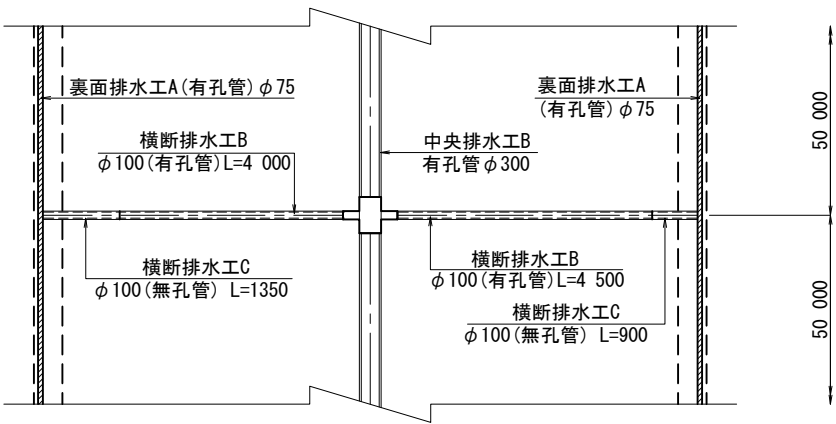 裏面排水工A(有孔管)φ75
裏面排水工A
(有孔管)φ75
横断排水工B
φ100(有孔管)L=4 000
中央排水工B
有孔管φ300
50 000
横断排水工C
φ100(無孔管) L=1350
横断排水工B
φ100(有孔管)L=4 500
横断排水工C
φ100(無孔管) L=900
50 000